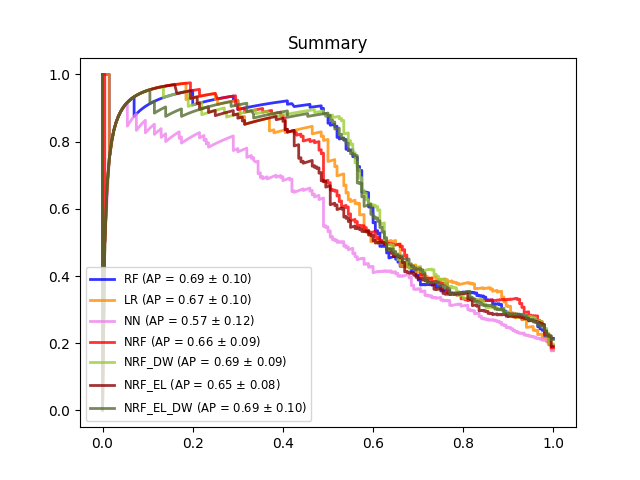 Summary
1.0
0.8
0.6
0.4
0.2
0.0
RF (AP = 0.69 ± 0.10)
LR (AP = 0.67 ± 0.10)
NN (AP = 0.57 ± 0.12)
NRF (AP = 0.66 ± 0.09)
NRF_DW (AP = 0.69 ± 0.09)
NRF_EL (AP = 0.65 ± 0.08)
NRF_EL_DW (AP = 0.69 ± 0.10)
0.0 0.2 0.4 0.6 0.8 1.0